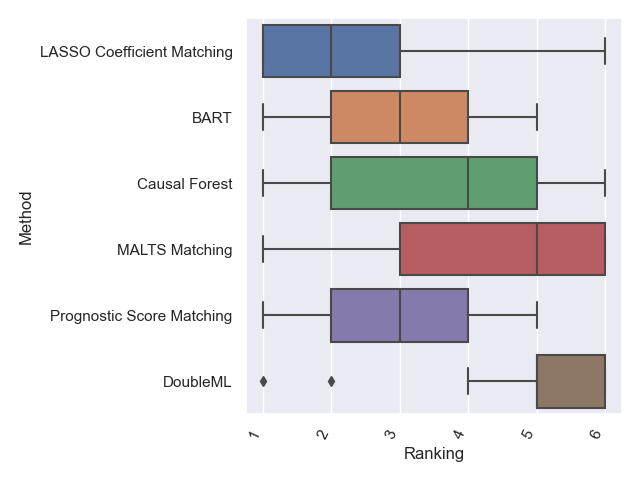 Method
LASSO Coefficient Matching
BART
Causal Forest
MALTS Matching
Prognostic Score Matching
DoubleML
1 2 3 4 5 6
Ranking